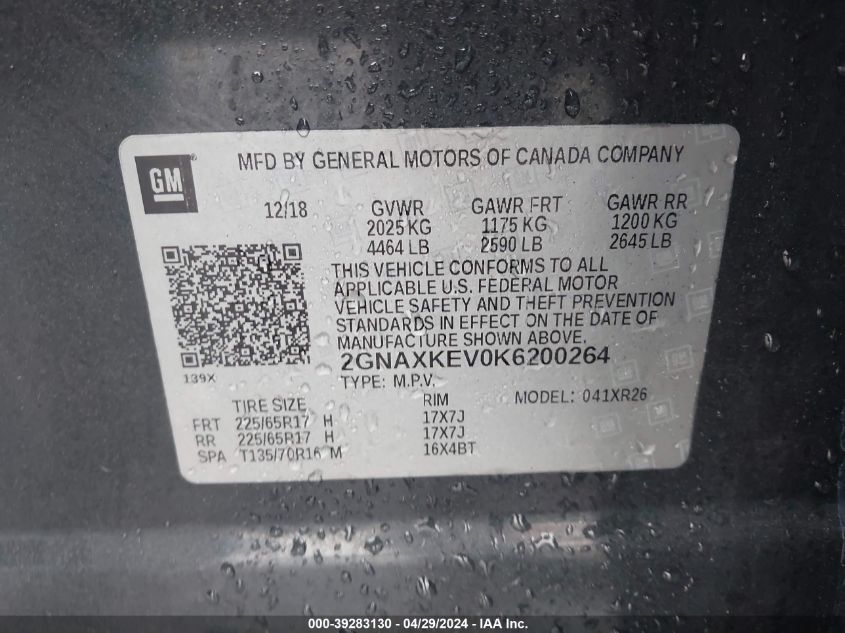 GM
MFD BY GENERAL MOTORS OF CANADA COMPANY
12/18 GVWR GAWR FRT GAWR RR
2025 KG 1175 KG 1200 KG
4464 LB 2590 LB 2645 LB
THIS VEHICLE CONFORMS TO ALL
APPLICABLE U.S. FEDERAL MOTOR
VEHICLE SAFETY AND THEFT PREVENTION
STANDARDS IN EFFECT ON THE DATE OF
MANUFACTURE SHOWN ABOVE.
2GNAXKEV0K6200264
139X
TYPE: M.P.V. MODEL: 041XR26
TIRE SIZE RIM
FRT 225/65R17 H 17X7J
RR 225/65R17 H 17X7J
SPA T135/70R16 M 16X4BT
000-39283130 - 04/29/2024 - IAA Inc.